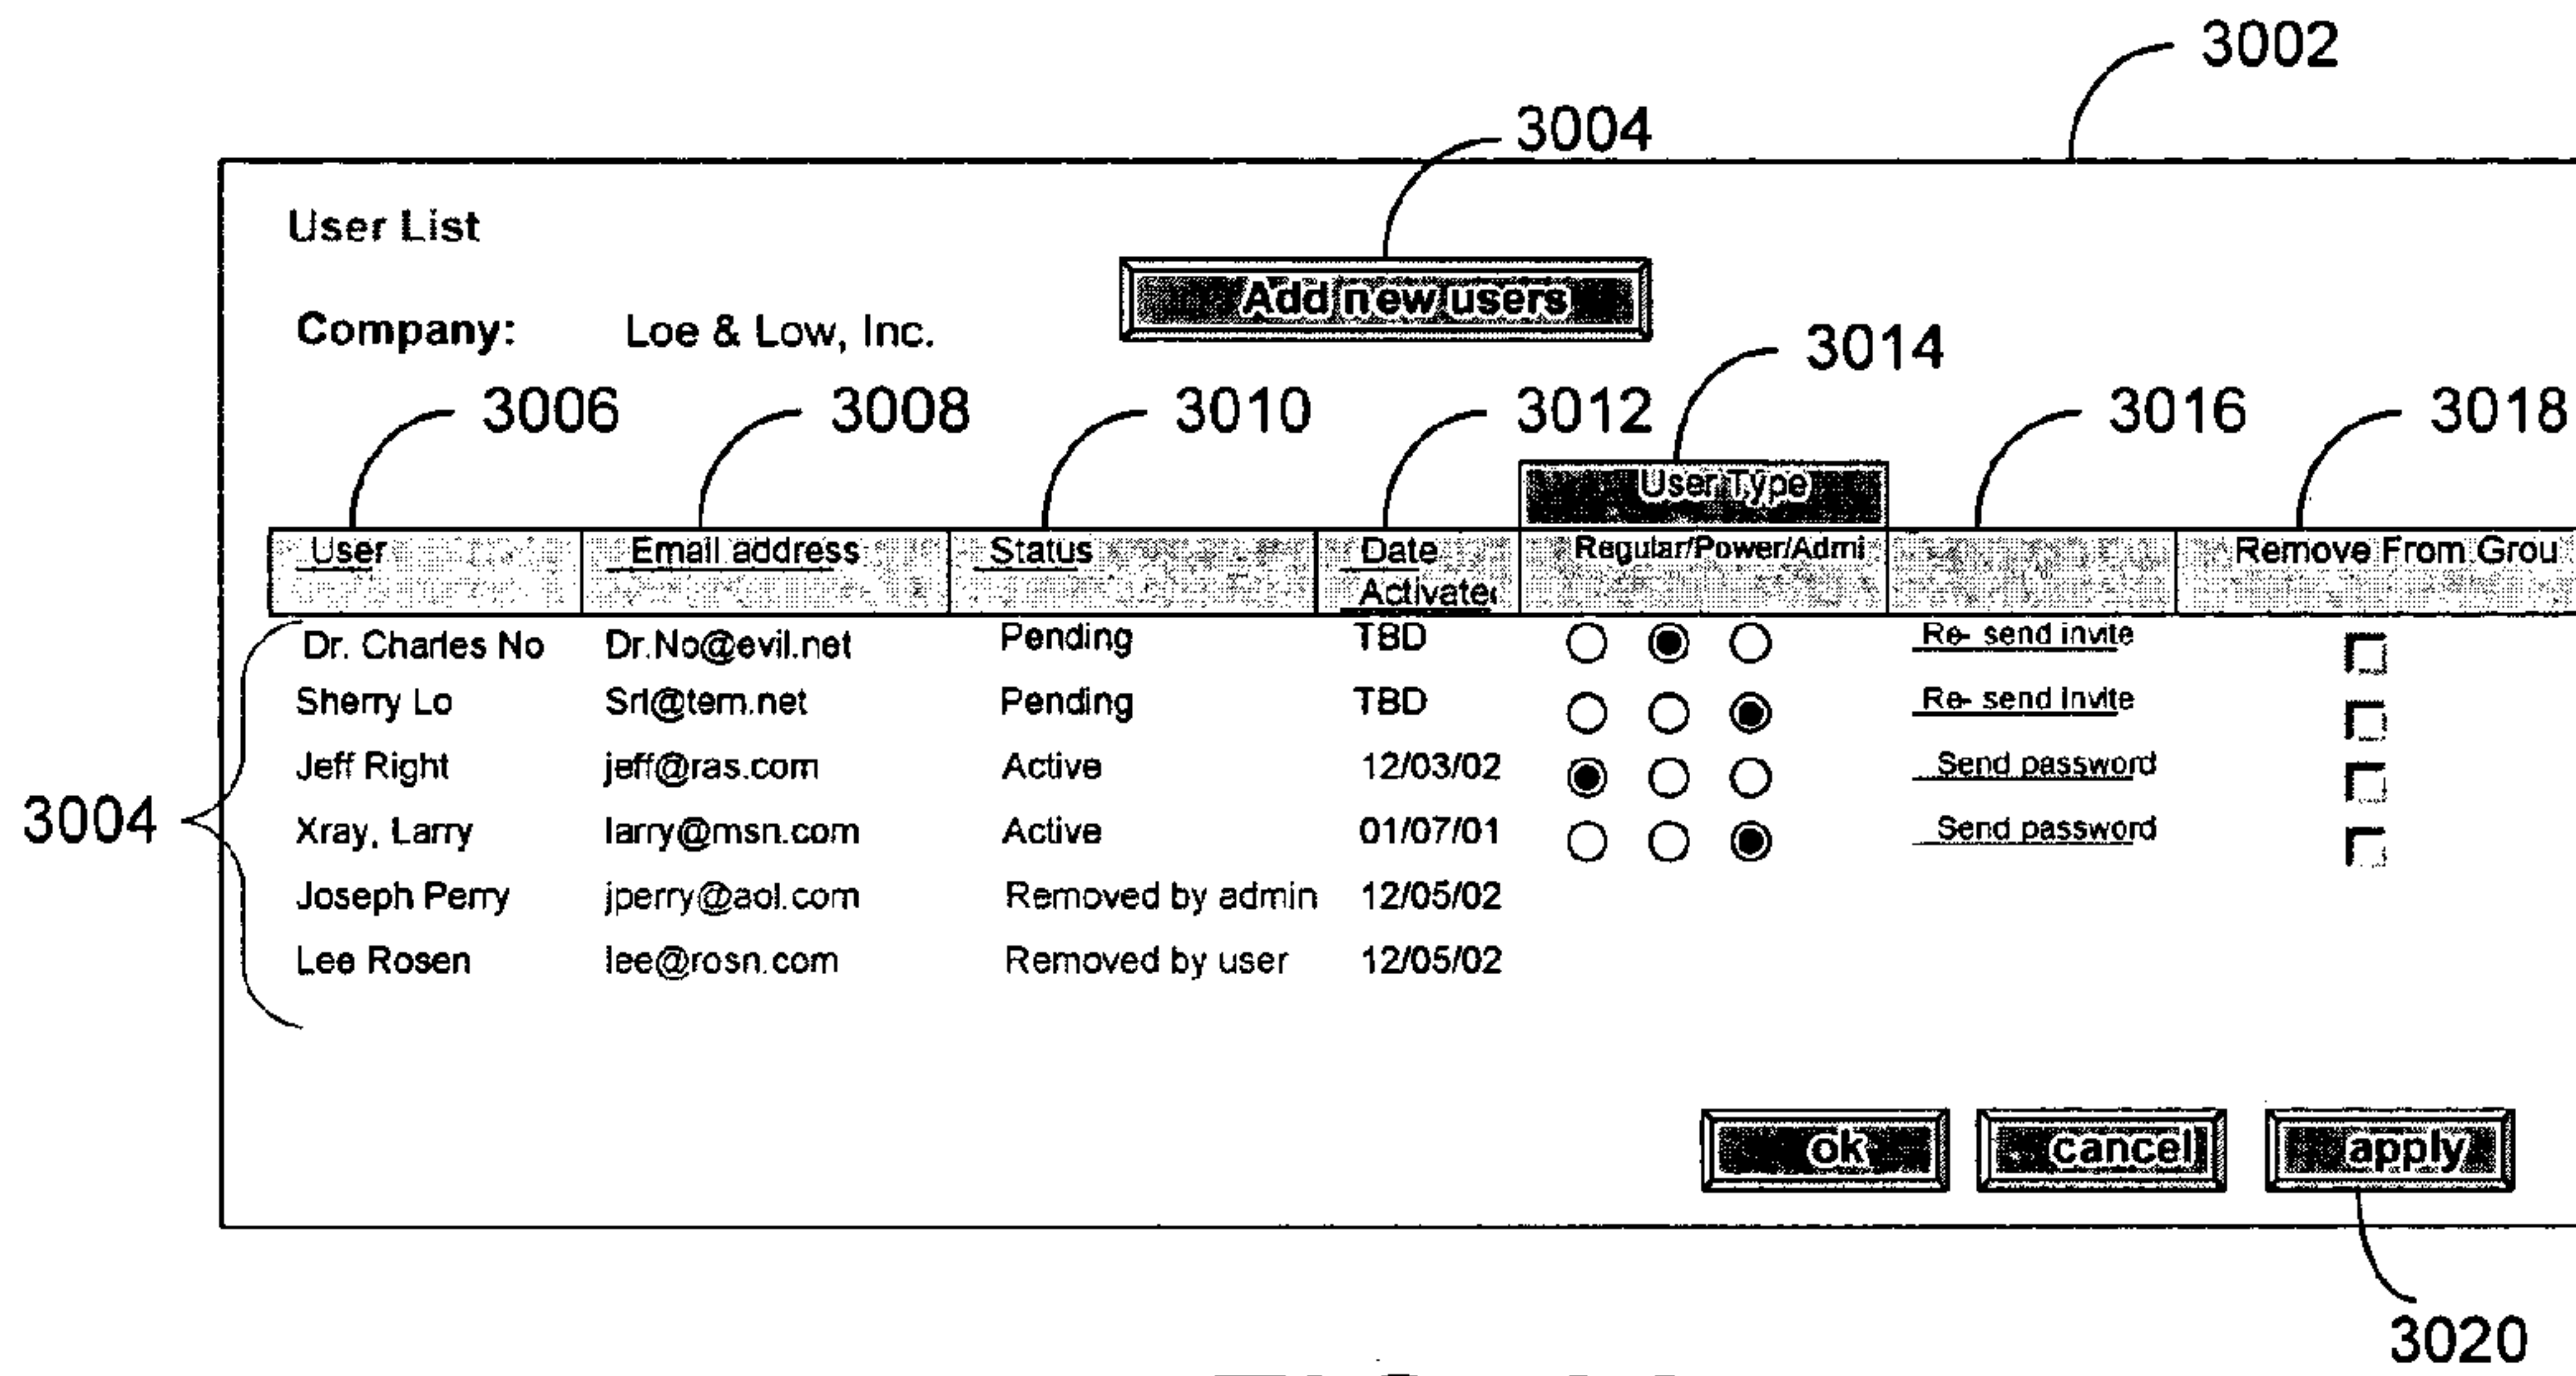 3002
3004
User List
Add new users
Company: Loe & Low, Inc.
3014
3006 3008 3010 3012 3016 3018
User Type
User Email address Status Date Regular/Power/Admi Remove From Grou
Activated
Dr. Charles No Dr.No@evil.net Pending TBD Re- send invite
Sherry Lo Srl@tem.net Pending TBD Re- send invite
Jeff Right jeff@ras.com Active 12/03/02 Send password
3004
Xray, Larry larry@msn.com Active 01/07/01 Send password
Joseph Perry jperry@aol.com Removed by admin 12/05/02
Lee Rosen lee@rosn.com Removed by user 12/05/02
ok cancel apply
3020